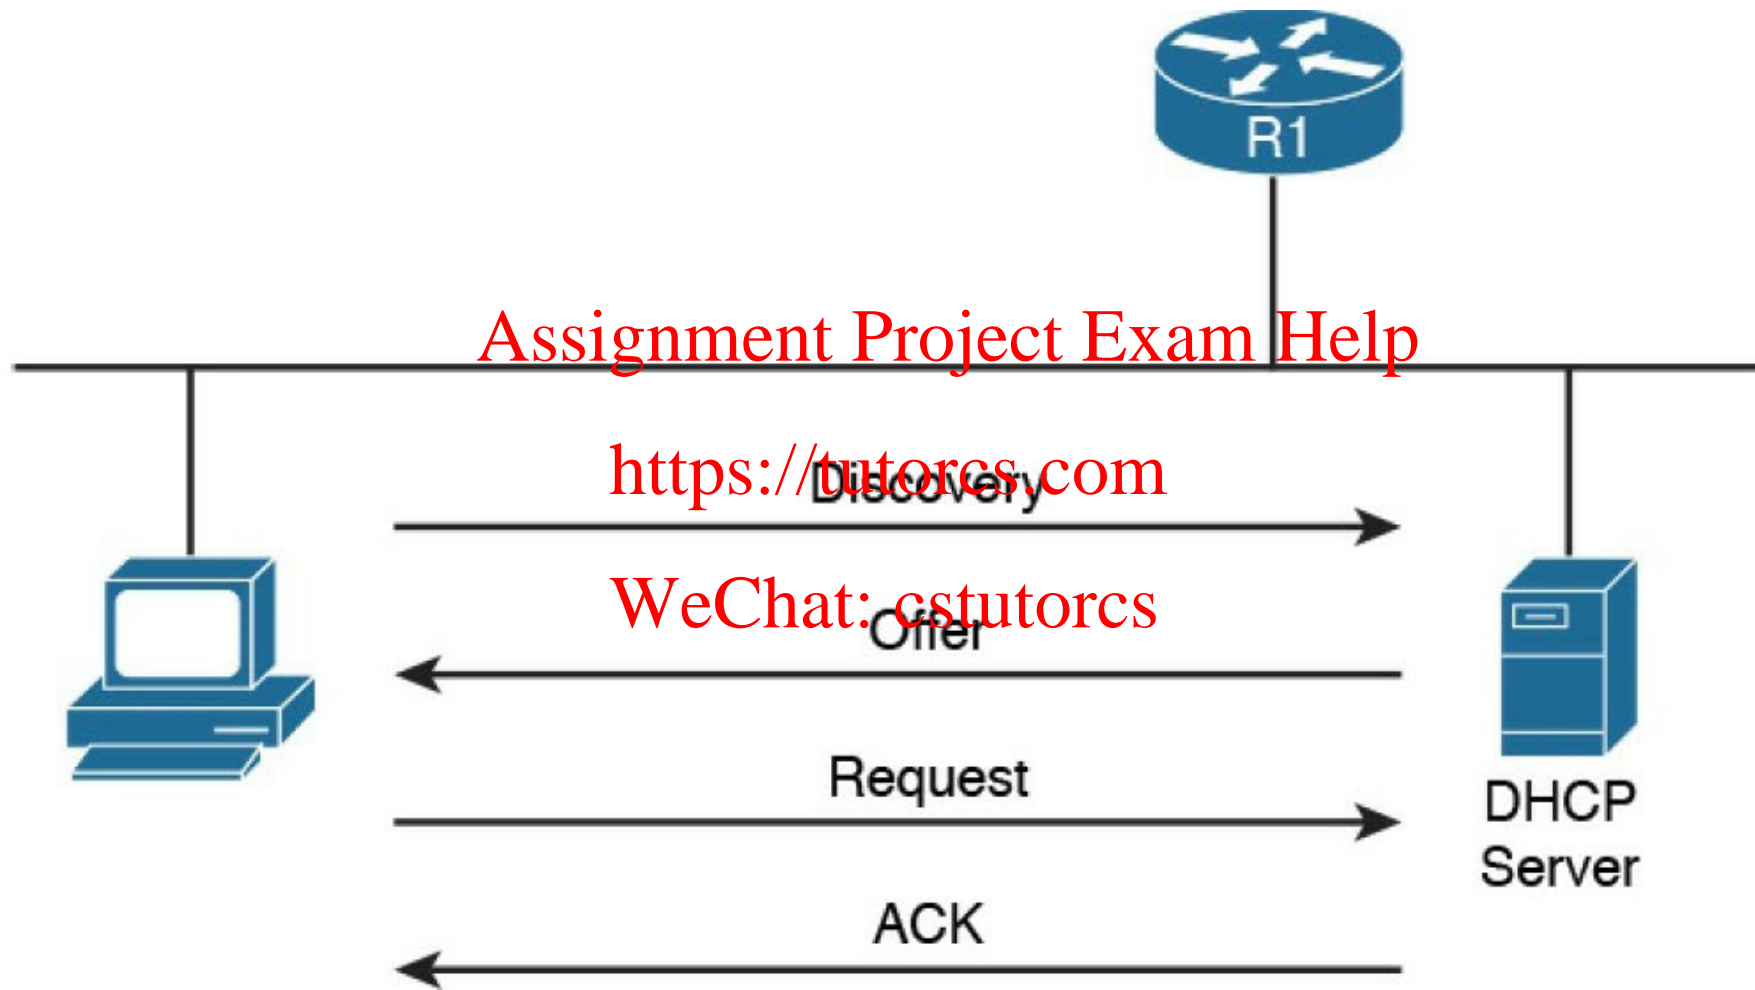 R1
Assignment Project Exam Help
https://tutorcs.com
Discovery
WeChat: cstutorcs
Offer
Request
DHCP
Server
ACK